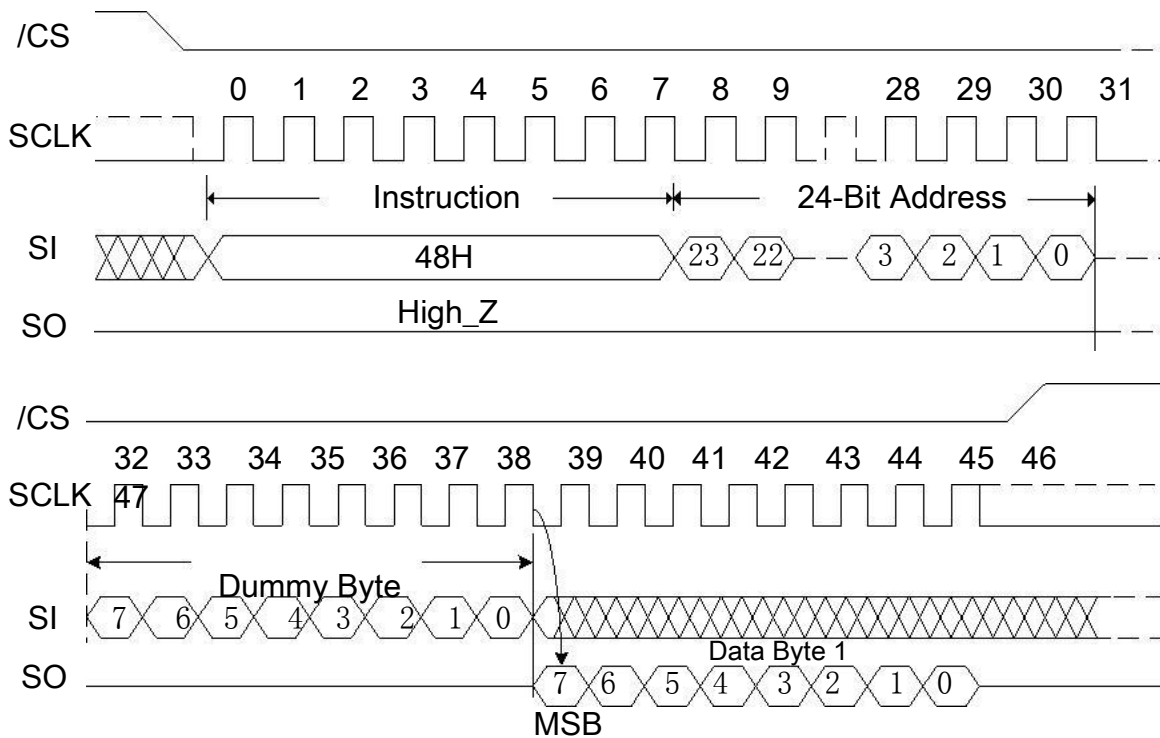 /CS
0 1 2 3 4 5 6 7 8 9 28 29 30 31
SCLK
Instruction 24-Bit Address
SI 48H 23 22 3 2 1 0
High_Z
SO
/CS
32 33 34 35 36 37 38 39 40 41 42 43 44 45 46
SCLK 47
Dummy Byte
SI 7 6 5 4 3 2 1 0
Data Byte 1
SO 7 6 5 4 3 2 1 0
MSB